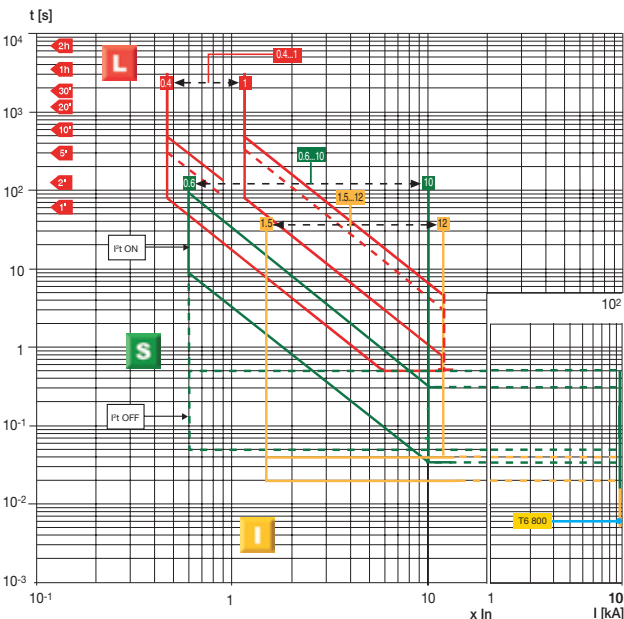 t [s]
10⁴
2h
1h
30'
20'
10'
5'
2'
1'
L
0.4...1
0.4
1
10³
0.6...10
10²
0.6
10
1.5...12
1.5
12
I²t ON
10
10²
1
S
I²t OFF
10⁻¹
10⁻²
I
T6 800
10⁻³
10⁻¹
1
10
x In
1
10
I [kA]